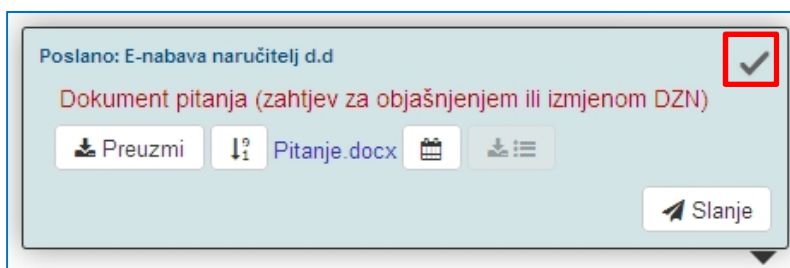 Poslano: E-nabava naručitelj d.d
Dokument pitanja (zahtjev za objašnjenjem ili izmjenom DZN)
Preuzmi Pitanje.docx
Slanje